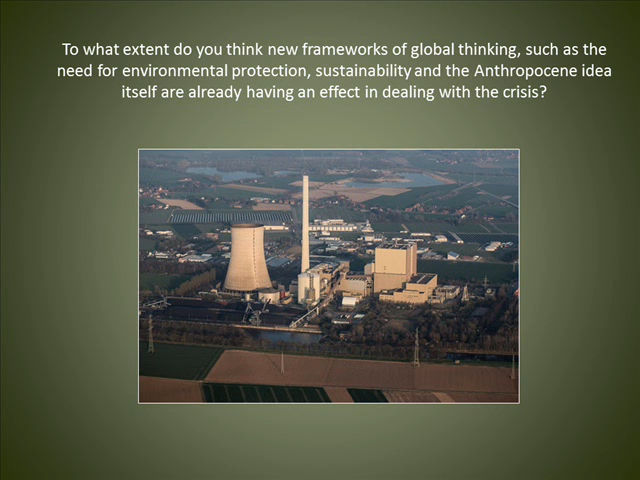 To what extent do you think new frameworks of global thinking, such as the
need for environmental protection, sustainability and the Anthropocene idea
itself are already having an effect in dealing with the crisis?